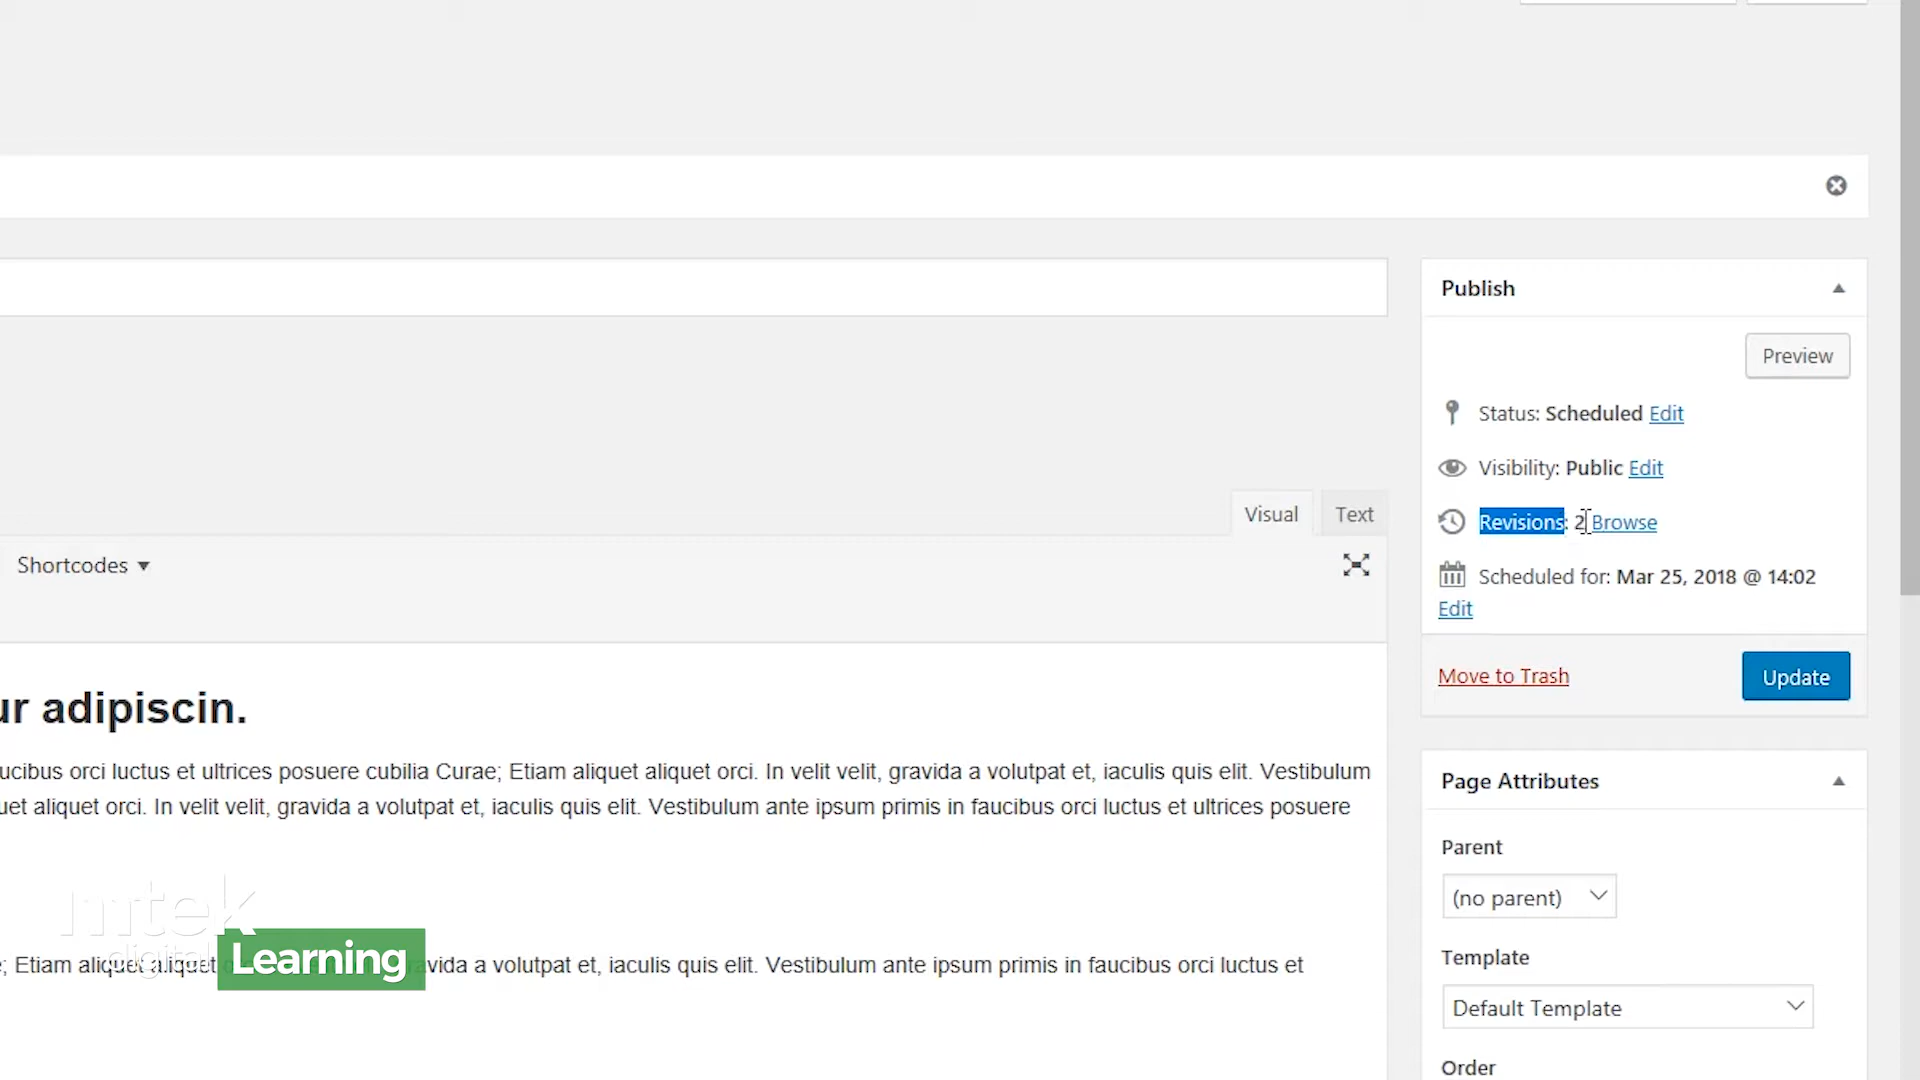 Publish
Preview
Status: Scheduled Edit
Visibility: Public Edit
Visual
Text
Revisions: 2 Browse
Shortcodes
Scheduled for: Mar 25, 2018 @ 14:02
Edit
Move to Trash
Update
ur adipiscin.
ucibus orci luctus et ultrices posuere cubilia Curae; Etiam aliquet aliquet orci. In velit velit, gravida a volutpat et, iaculis quis elit. Vestibulum
uet aliquet orci. In velit velit, gravida a volutpat et, iaculis quis elit. Vestibulum ante ipsum primis in faucibus orci luctus et ultrices posuere
Page Attributes
Parent
(no parent)
mtek
digital Learning
; Etiam aliquet aliquet
avida a volutpat et, iaculis quis elit. Vestibulum ante ipsum primis in faucibus orci luctus et
Template
Default Template
Order